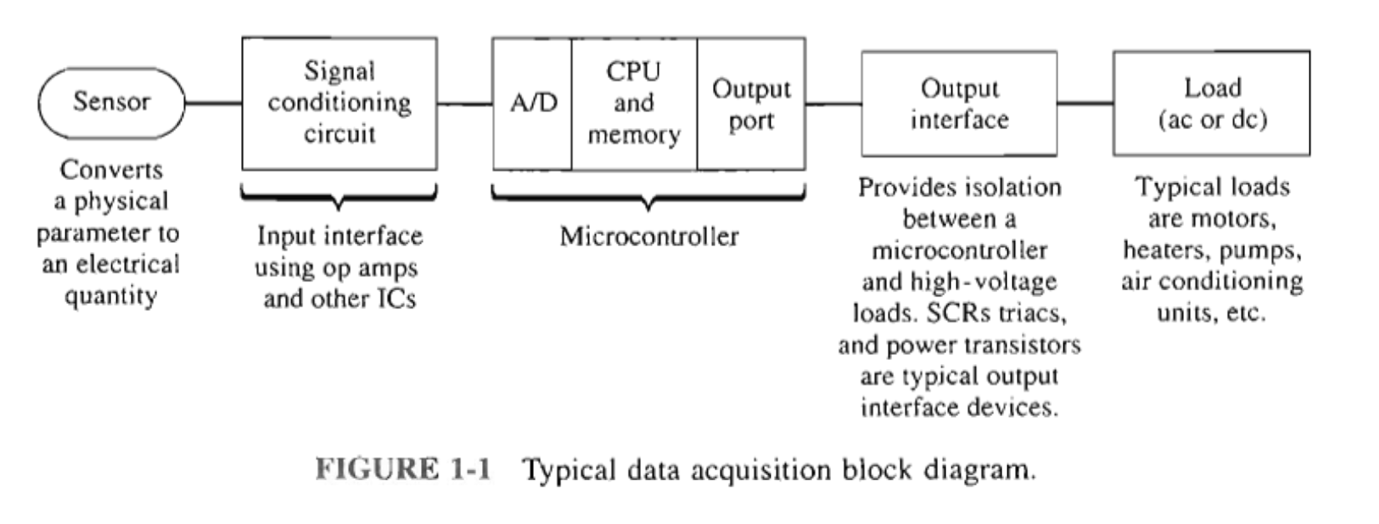 Sensor
Converts
a physical
parameter to
an electrical
quantity
Signal
conditioning
circuit
Input interface
using op amps
and other ICs
A/D
CPU
and
memory
Output
port
Microcontroller
Output
interface
Provides isolation
between a
microcontroller
and high-voltage
loads. SCRs triacs,
and power transistors
are typical output
interface devices.
Load
(ac or dc)
Typical loads
are motors,
heaters, pumps,
air conditioning
units, etc.
FIGURE 1-1 Typical data acquisition block diagram.